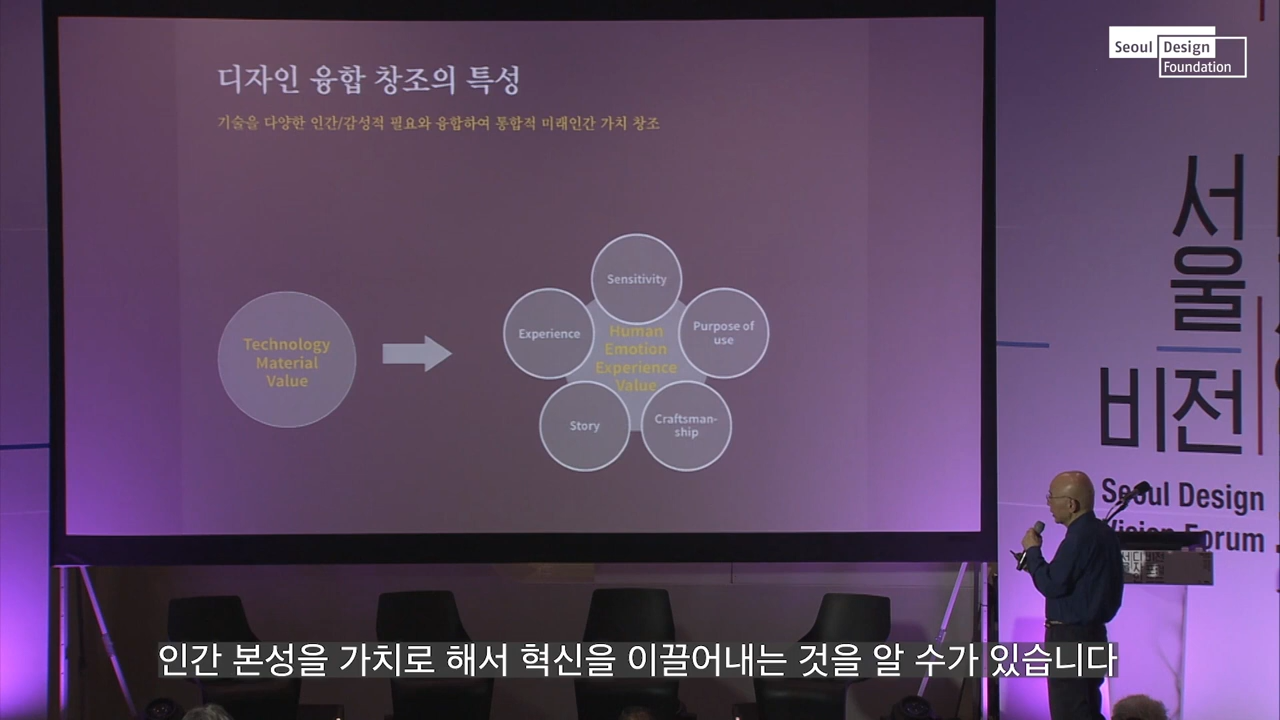 디자인 융합 창조의 특성
기술을 다양한 인간/감성적 필요와 융합하여 통합적 미래인간 가치 창조
Technology
Material
Value
Sensitivity
Experience
Purpose of
use
Human
Emotion
Experience
Value
Story
Craftsman-
ship
Seoul Design
Foundation
서울
비전
Seoul Design
Vision Forum
인간 본성을 가치로 해서 혁신을 이끌어내는 것을 알 수가 있습니다